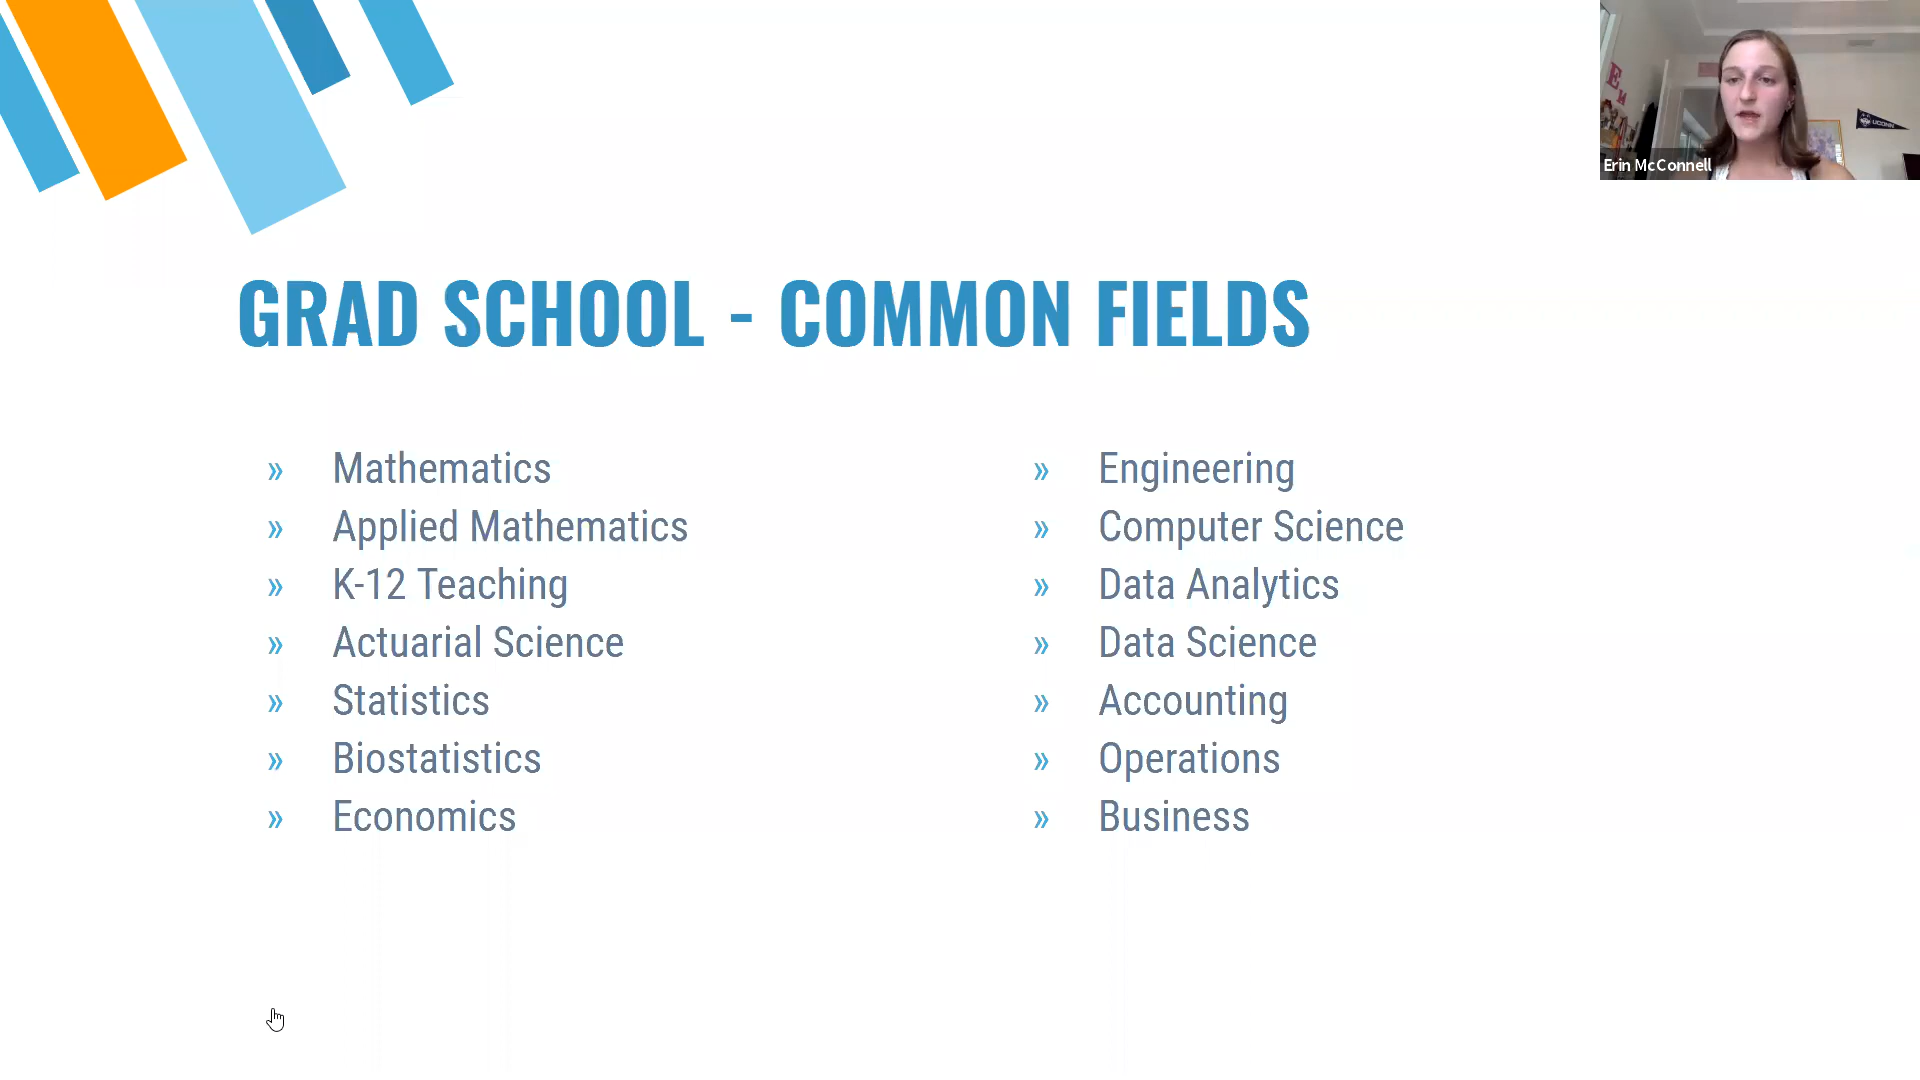 Erin McConnell
UCONN
GRAD SCHOOL - COMMON FIELDS
» Mathematics
» Applied Mathematics
» K-12 Teaching
» Actuarial Science
» Statistics
» Biostatistics
» Economics
» Engineering
» Computer Science
» Data Analytics
» Data Science
» Accounting
» Operations
» Business